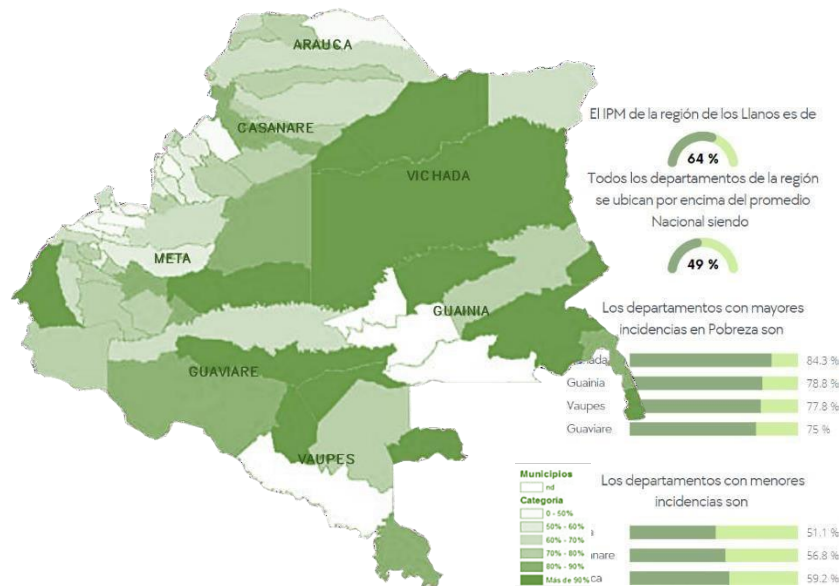 ARAUCA
CASANARE
VICHADA
META
GUAINIA
GUAVIARE
VAUPES
El IPM de la región de los Llanos es de
64 %
Todos los departamentos de la región
se ubican por encima del promedio
Nacional siendo
49 %
Los departamentos con mayores
incidencias en Pobreza son
84.3 %
Guainía 78.8 %
Vaupes 77.8 %
Guaviare 75 %
Municipios
nd
Categoría
0 - 50%
50% - 60%
60% - 70%
70% - 80%
80% - 90%
Más de 90%
Los departamentos con menores
incidencias son
51.1 %
56.8 %
59.2 %